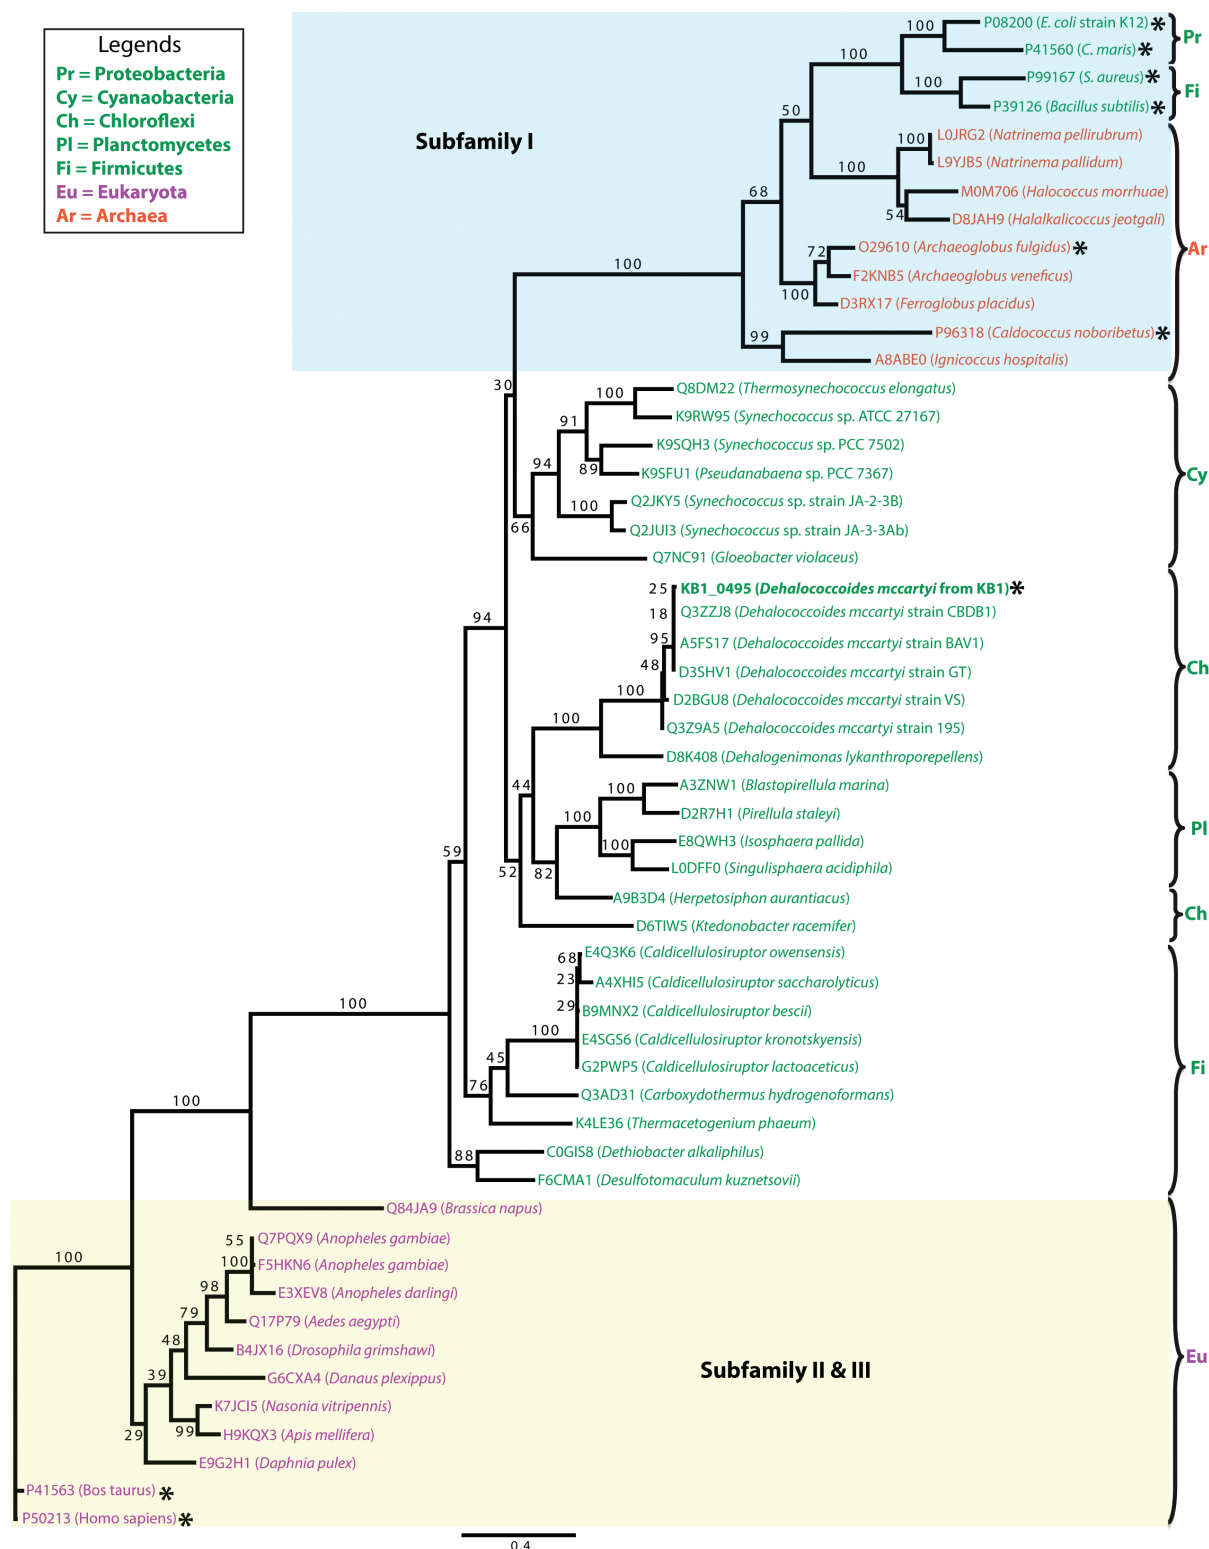 Legends
Pr = Proteobacteria
Cy = Cyanaobacteria
Ch = Chloroflexi
Pl = Planctomycetes
Fi = Firmicutes
Eu = Eukaryota
Ar = Archaea
Subfamily I
100
P08200 (E. coli strain K12) *
Pr
P41560 (C. maris) *
100
P99167 (S. aureus) *
100
Fi
P39126 (Bacillus subtilis) *
50
L0JRG2 (Natrinema pellirubrum)
100
L9YJB5 (Natrinema pallidum)
100
M0M706 (Halococcus morrhuae)
68
54
D8JAH9 (Halalkalicoccus jeotgali)
O29610 (Archaeoglobus fulgidus) *
Ar
72
100
F2KNB5 (Archaeoglobus veneficus)
100
D3RX17 (Ferroglobus placidus)
P96318 (Caldococcus noboribetus) *
99
A8ABE0 (Ignicoccus hospitalis)
30
Q8DM22 (Thermosynechococcus elongatus)
100
K9RW95 (Synechococcus sp. ATCC 27167)
91
K9SQH3 (Synechococcus sp. PCC 7502)
94
89
K9SFU1 (Pseudanabaena sp. PCC 7367)
Cy
Q2JKY5 (Synechococcus sp. strain JA-2-3B)
100
66
Q2JUI3 (Synechococcus sp. strain JA-3-3Ab)
Q7NC91 (Gloeobacter violaceus)
25
KB1_0495 (Dehalococcoides mccartyi from KB1) *
18
Q3ZZJ8 (Dehalococcoides mccartyi strain CBDB1)
94
95
A5FS17 (Dehalococcoides mccartyi strain BAV1)
48
D3SHV1 (Dehalococcoides mccartyi strain GT)
Ch
100
D2BGU8 (Dehalococcoides mccartyi strain VS)
100
Q3Z9A5 (Dehalococcoides mccartyi strain 195)
D8K408 (Dehalogenimonas lykanthroporepellens)
44
100
A3ZNW1 (Blastopirellula marina)
100
D2R7H1 (Pirellula staleyi)
Pl
100
E8QWH3 (Isosphaera pallida)
59
52
82
L0DFF0 (Singulisphaera acidiphila)
A9B3D4 (Herpetosiphon aurantiacus)
Ch
D6TIW5 (Ktedonobacter racemifer)
68
E4Q3K6 (Caldicellulosiruptor owensensis)
23
A4XHI5 (Caldicellulosiruptor saccharolyticus)
100
29
B9MNX2 (Caldicellulosiruptor bescii)
100
E4SGS6 (Caldicellulosiruptor kronotskyensis)
45
G2PWP5 (Caldicellulosiruptor lactoaceticus)
Fi
76
Q3AD31 (Carboxydothermus hydrogenoformans)
100
K4LE36 (Thermacetogenium phaeum)
88
C0GIS8 (Dethiobacter alkaliphilus)
F6CMA1 (Desulfotomaculum kuznetsovii)
Q84JA9 (Brassica napus)
55
Q7PQX9 (Anopheles gambiae)
100
100
F5HKN6 (Anopheles gambiae)
98
E3XEV8 (Anopheles darlingi)
79
Q17P79 (Aedes aegypti)
48
B4JX16 (Drosophila grimshawi)
Eu
Subfamily II & III
39
G6CXA4 (Danaus plexippus)
K7JCI5 (Nasonia vitripennis)
29
99
H9KQX3 (Apis mellifera)
E9G2H1 (Daphnia pulex)
P41563 (Bos taurus) *
P50213 (Homo sapiens) *
0.4